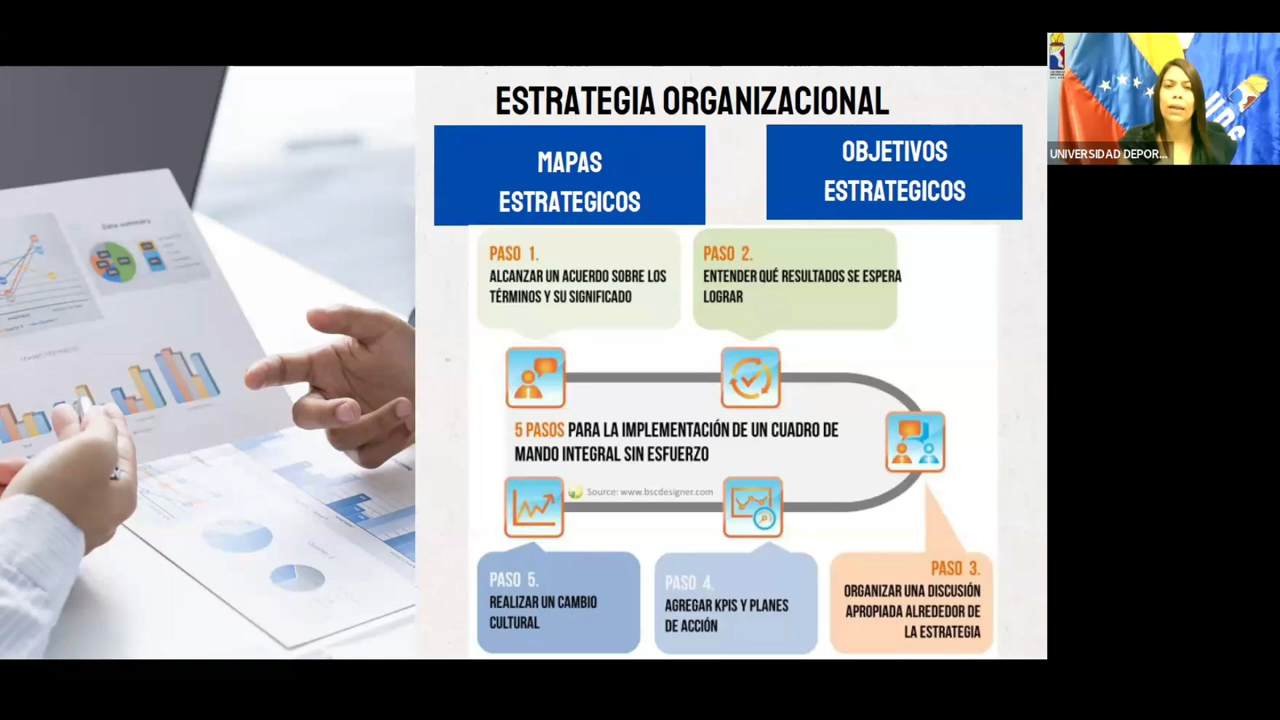 ESTRATEGIA ORGANIZACIONAL
MAPAS
ESTRATEGICOS
OBJETIVOS
ESTRATEGICOS
PASO 1.
ALCANZAR UN ACUERDO SOBRE LOS
TÉRMINOS Y SU SIGNIFICADO
PASO 2.
ENTENDER QUÉ RESULTADOS SE ESPERA
LOGRAR
5 PASOS PARA LA IMPLEMENTACIÓN DE UN CUADRO DE
MANDO INTEGRAL SIN ESFUERZO
Source: www.bscdesigner.com
PASO 5.
REALIZAR UN CAMBIO
CULTURAL
PASO 4.
AGREGAR KPIS Y PLANES
DE ACCIÓN
PASO 3.
ORGANIZAR UNA DISCUSIÓN
APROPIADA ALREDEDOR DE
LA ESTRATEGIA
Data summary
UNIVERSIDAD DEPOR...